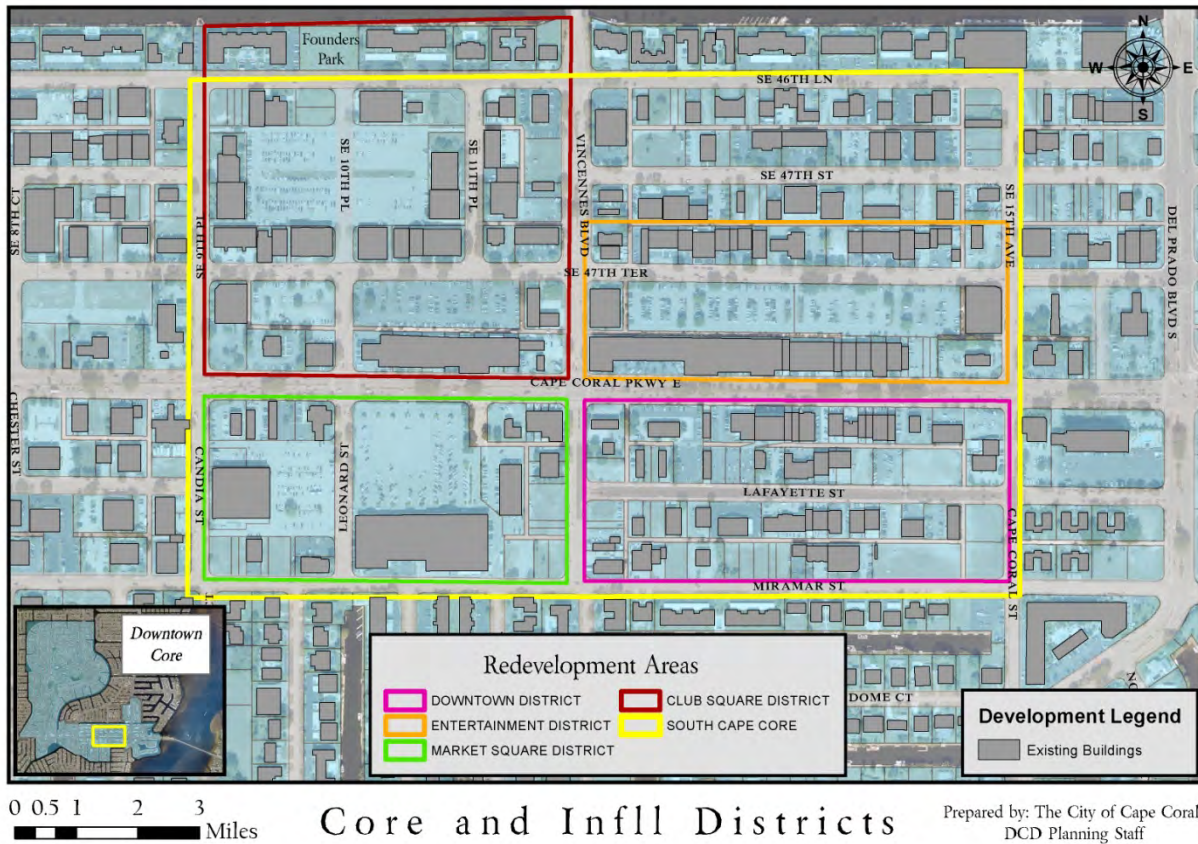 Founders
Park
N
W
E
S
SE 46TH LN
SE 10TH PL
SE 11TH PL
VINCENNES BLVD
SE 47TH ST
SE 8TH CT
SE 9TH PL
SE 15TH AVE
DEL PRADO BLVD S
SE 47TH TER
CAPE CORAL PKWY E
CHESTER ST
CANDIA ST
LEONARD ST
LAFAYETTE ST
CAPE CORAL ST
MIRAMAR ST
DOME CT
NO
Downtown
Core
Redevelopment Areas
DOWNTOWN DISTRICT
CLUB SQUARE DISTRICT
ENTERTAINMENT DISTRICT
SOUTH CAPE CORE
MARKET SQUARE DISTRICT
Development Legend
Existing Buildings
0 0.5 1 2 3
Miles
Core and Infll Districts
Prepared by: The City of Cape Coral
DCD Planning Staff